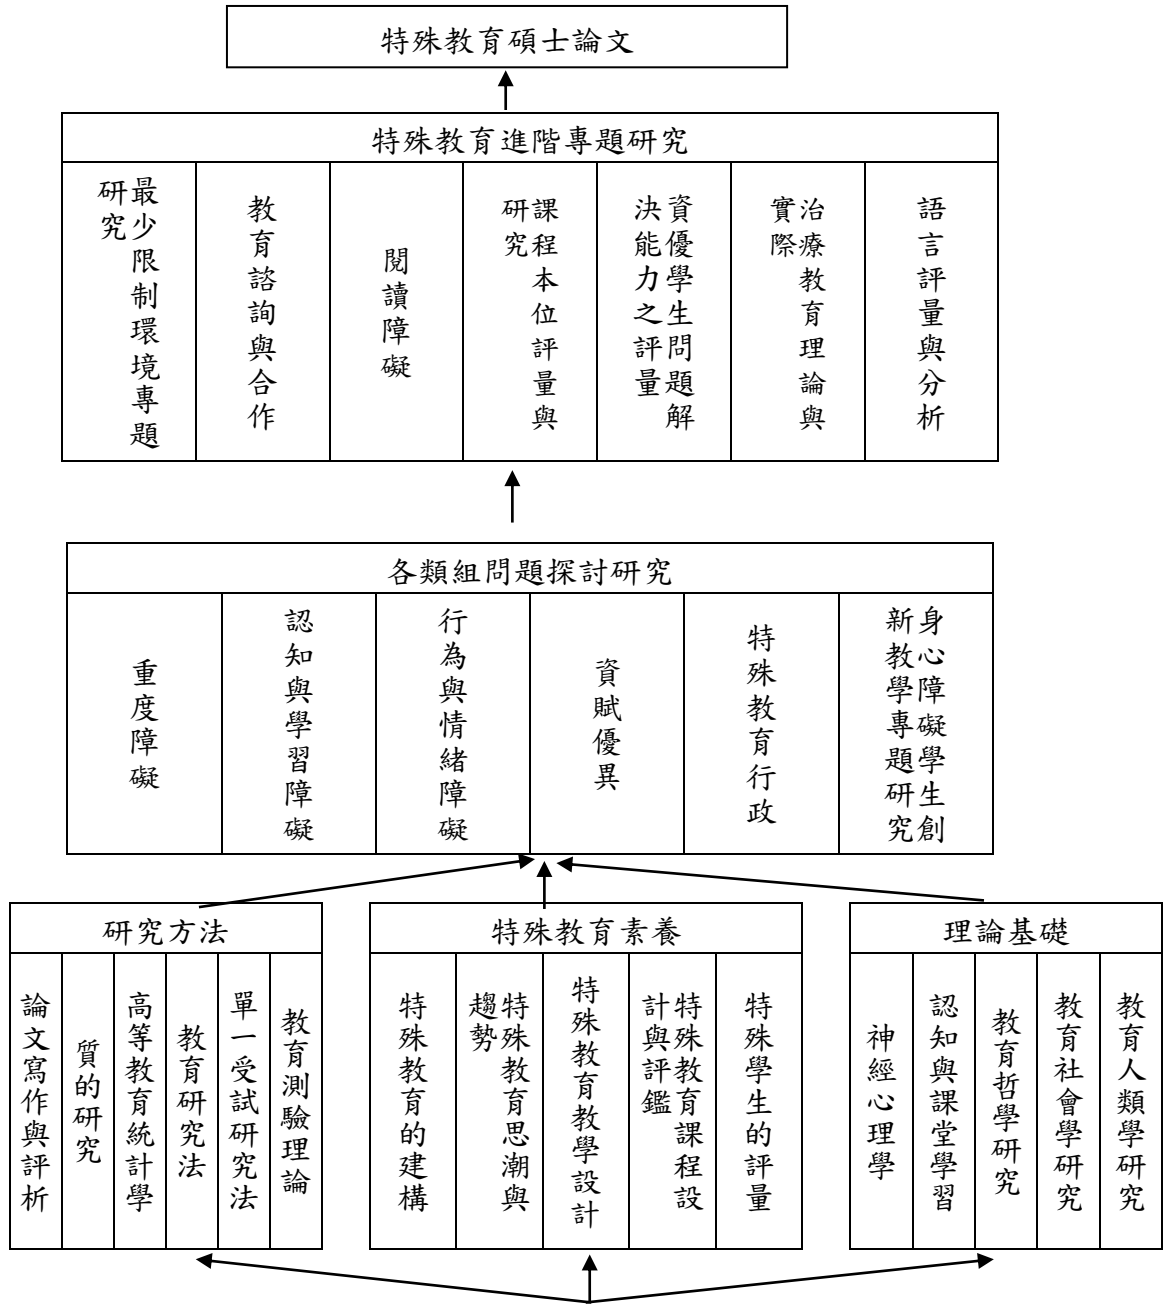 特殊教育碩士論文
特殊教育進階專題研究
最少限制環境專題
研究
教育諮詢與合作
閱讀障礙
課程本位評量與
研究
資優學生問題解
決能力之評量
治療教育理論與
實際
語言評量與分析
各類組問題探討研究
重度障礙
認知與學習障礙
行為與情緒障礙
資賦優異
特殊教育行政
身心障礙學生創
新教學專題研究
研究方法
論文寫作與評析
質的研究
高等教育統計學
教育研究法
單一受試研究法
教育測驗理論
特殊教育素養
特殊教育的建構
特殊教育思潮與
趨勢
特殊教育教學設計
特殊教育課程設
計與評鑑
特殊學生的評量
理論基礎
神經心理學
認知與課堂學習
教育哲學研究
教育社會學研究
教育人類學研究